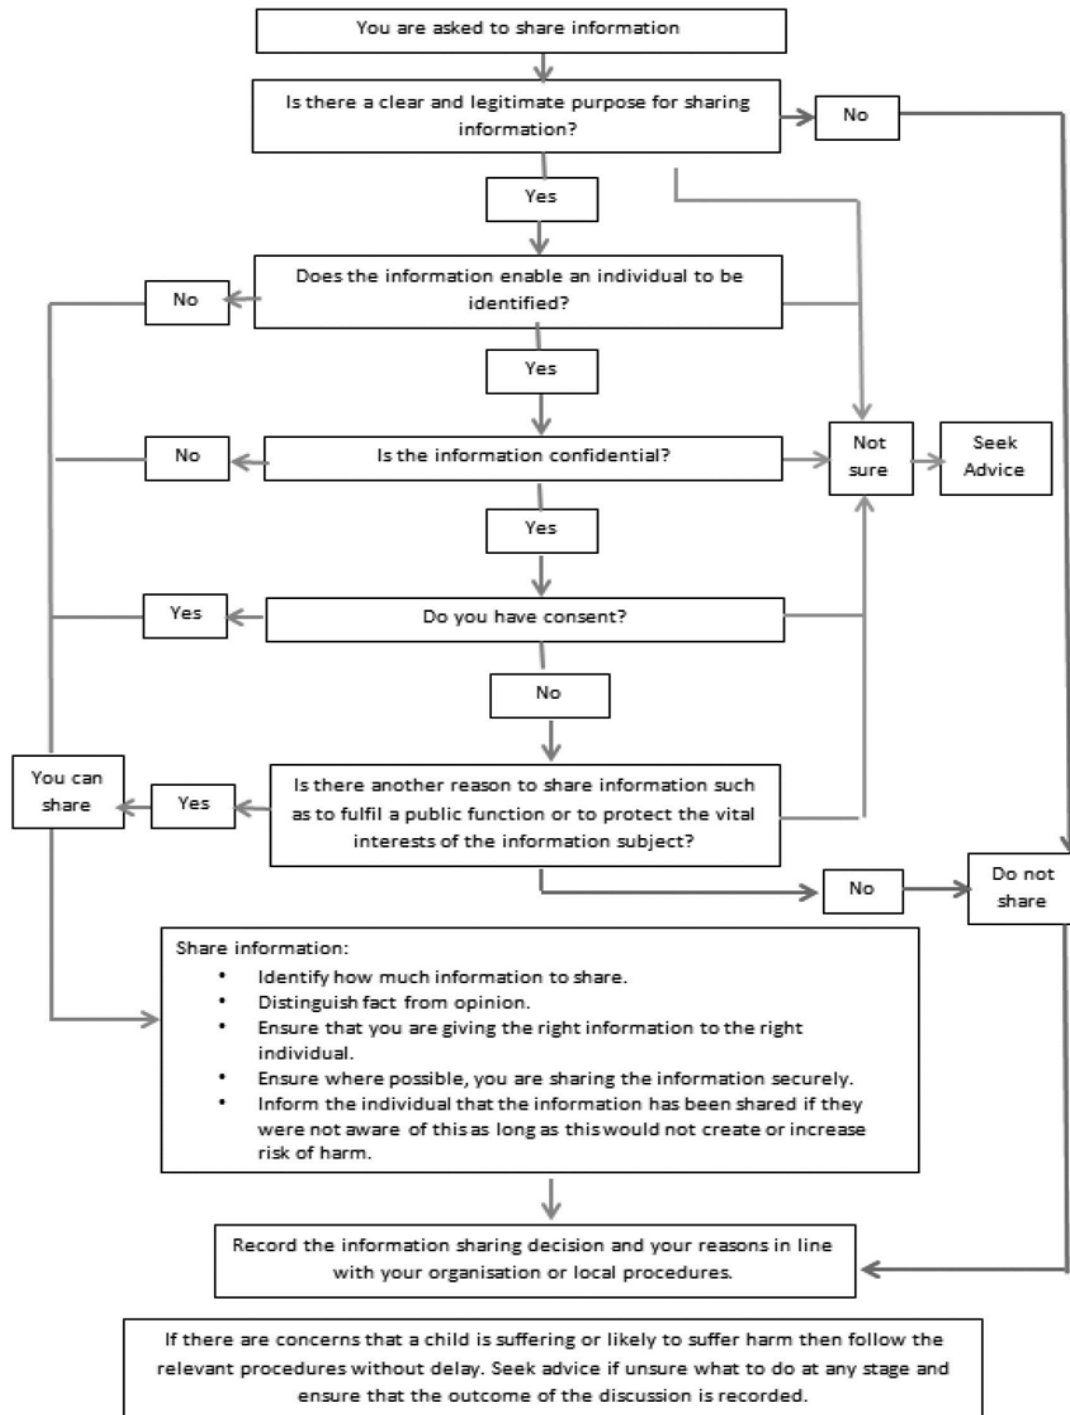 You are asked to share information
Is there a clear and legitimate purpose for sharing
information?
No
Yes
Does the information enable an individual to be
identified?
No
Yes
Is the information confidential?
No
Not
sure
Seek
Advice
Yes
Do you have consent?
Yes
No
Is there another reason to share information such
as to fulfil a public function or to protect the vital
interests of the information subject?
You can
share
Yes
No
Do not
share
Share information:
• Identify how much information to share.
• Distinguish fact from opinion.
• Ensure that you are giving the right information to the right
individual.
• Ensure where possible, you are sharing the information securely.
• Inform the individual that the information has been shared if they
were not aware of this as long as this would not create or increase
risk of harm.
Record the information sharing decision and your reasons in line
with your organisation or local procedures.
If there are concerns that a child is suffering or likely to suffer harm then follow the
relevant procedures without delay. Seek advice if unsure what to do at any stage and
ensure that the outcome of the discussion is recorded.